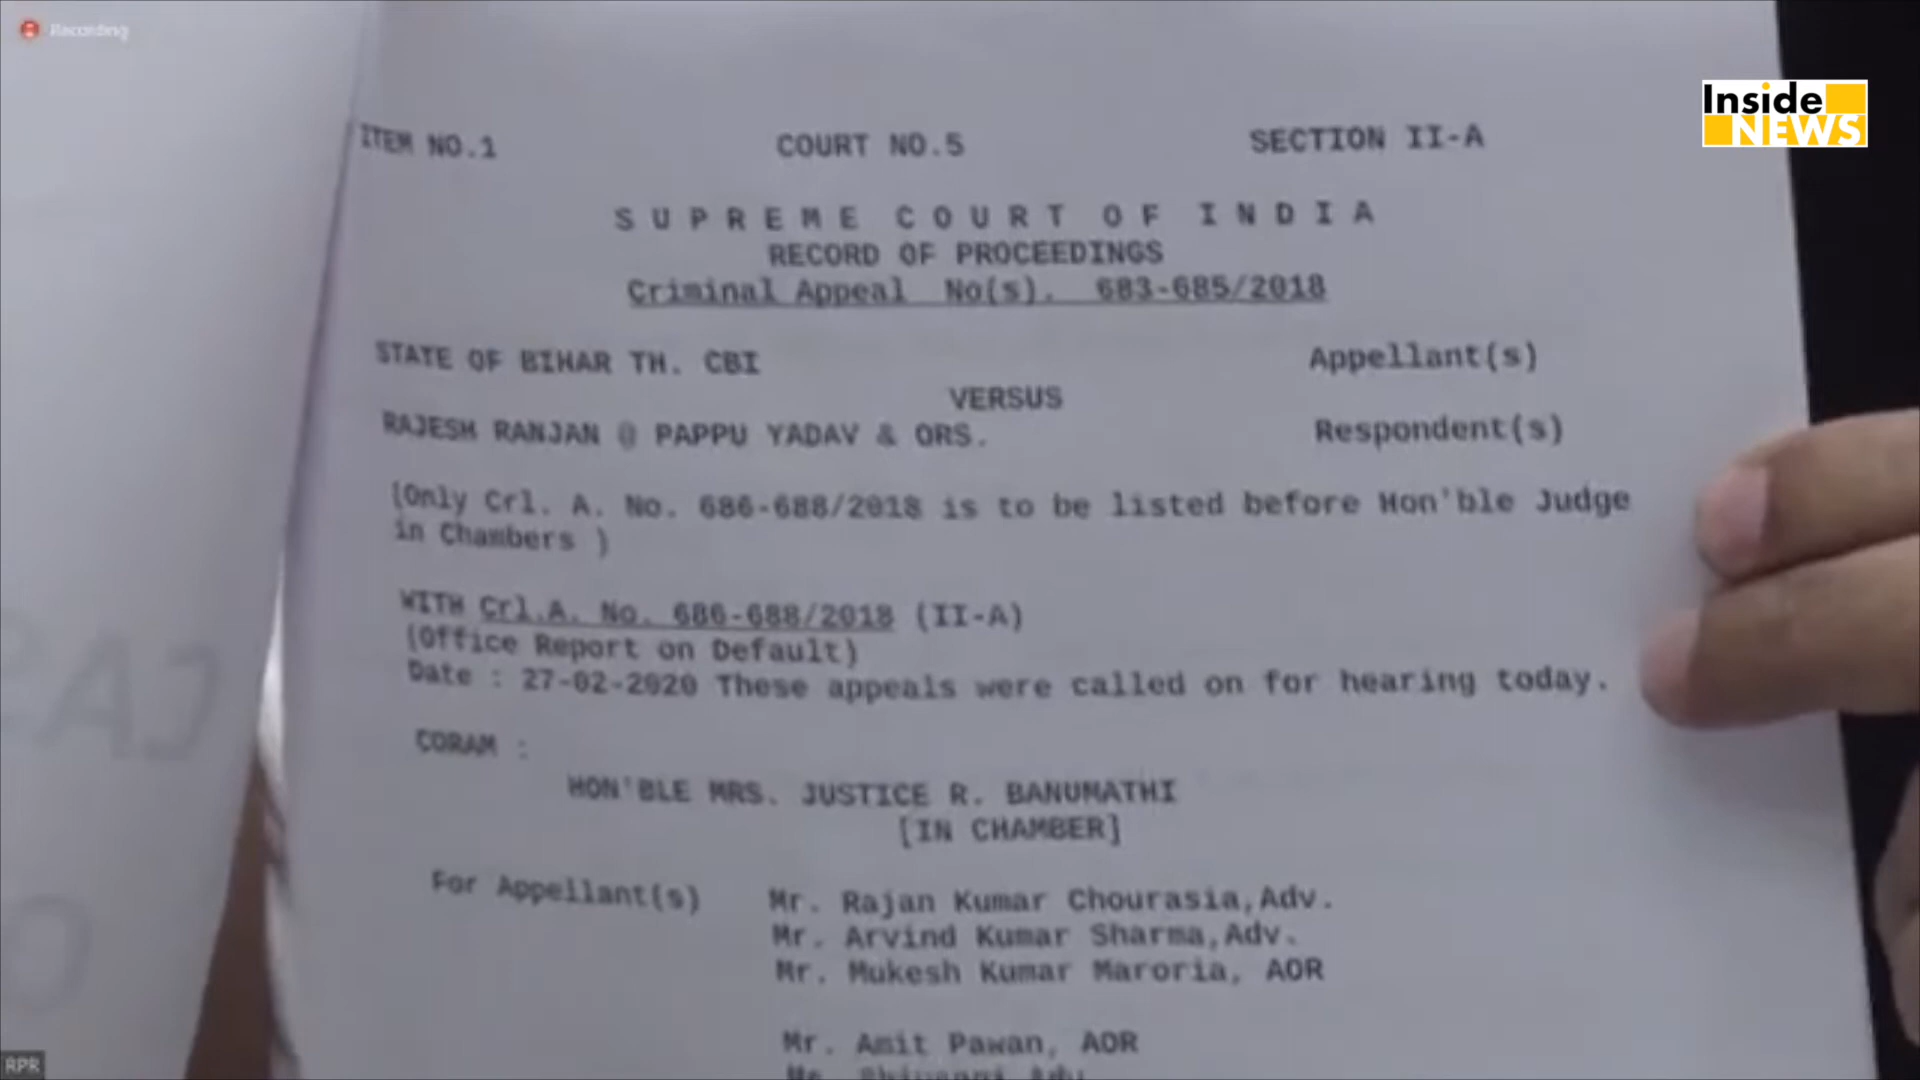 Recording
Inside
NEWS
ITEM NO.1 COURT NO.5 SECTION II-A
SUPREME COURT OF INDIA
RECORD OF PROCEEDINGS
Criminal Appeal No(s). 683-685/2018
STATE OF BIHAR TH. CBI Appellant(s)
VERSUS
RAJESH RANJAN @ PAPPU YADAV & ORS. Respondent(s)
(Only Crl. A. No. 686-688/2018 is to be listed before Hon'ble Judge
in Chambers )
WITH Crl.A. No. 686-688/2018 (II-A)
(Office Report on Default)
Date : 27-02-2020 These appeals were called on for hearing today.
CORAM :
HON'BLE MRS. JUSTICE R. BANUMATHI
[IN CHAMBER]
For Appellant(s) Mr. Rajan Kumar Chourasia,Adv.
Mr. Arvind Kumar Sharma,Adv.
Mr. Mukesh Kumar Maroria, AOR
Mr. Amit Pawan, AOR
RPR